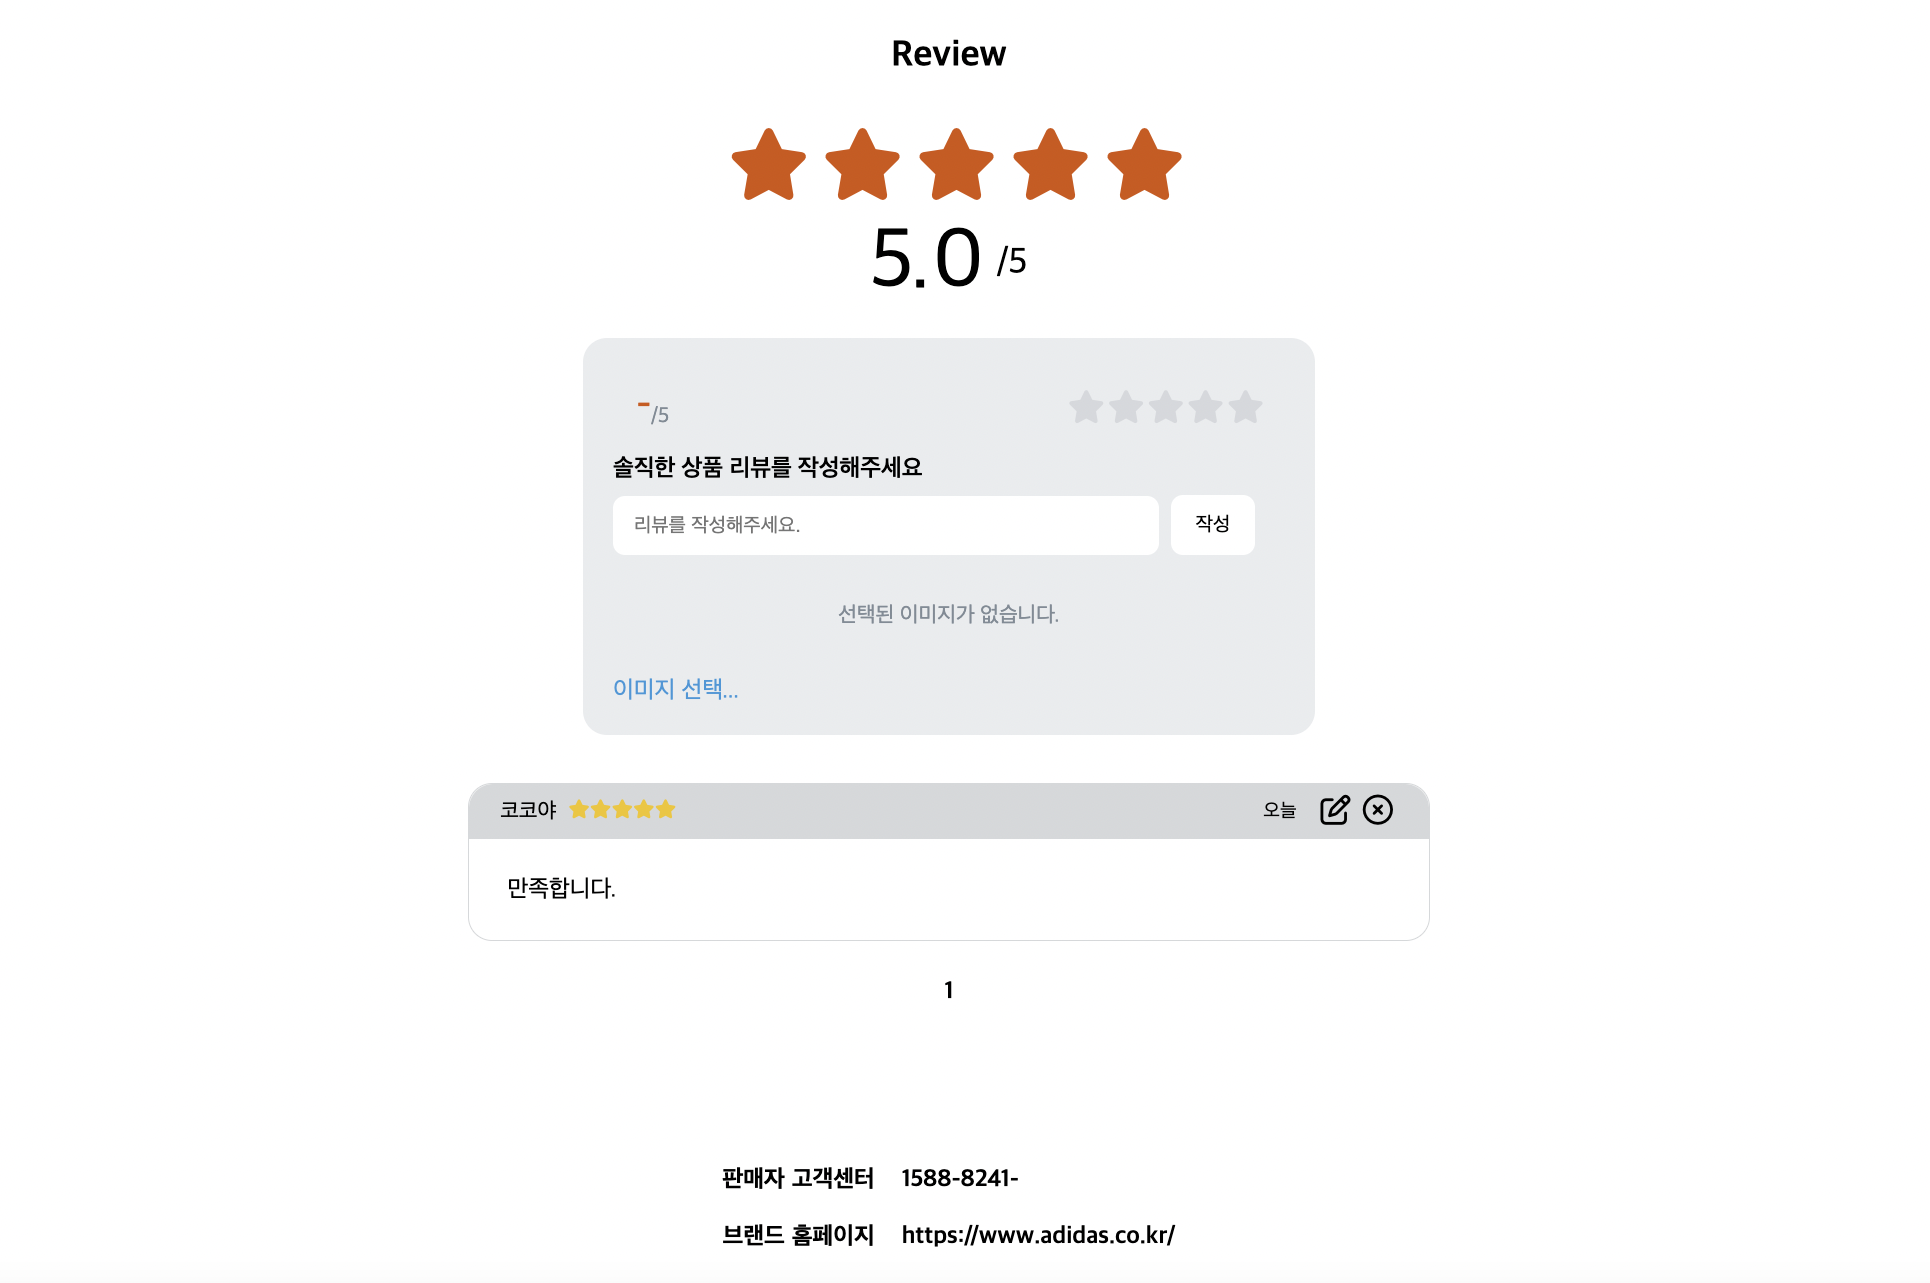 Review
5.0 /5
-/5
솔직한 상품 리뷰를 작성해주세요
리뷰를 작성해주세요. 작성
선택된 이미지가 없습니다.
이미지 선택...
코코야 오늘
만족합니다.
1
판매자 고객센터 1588-8241-
브랜드 홈페이지 https://www.adidas.co.kr/